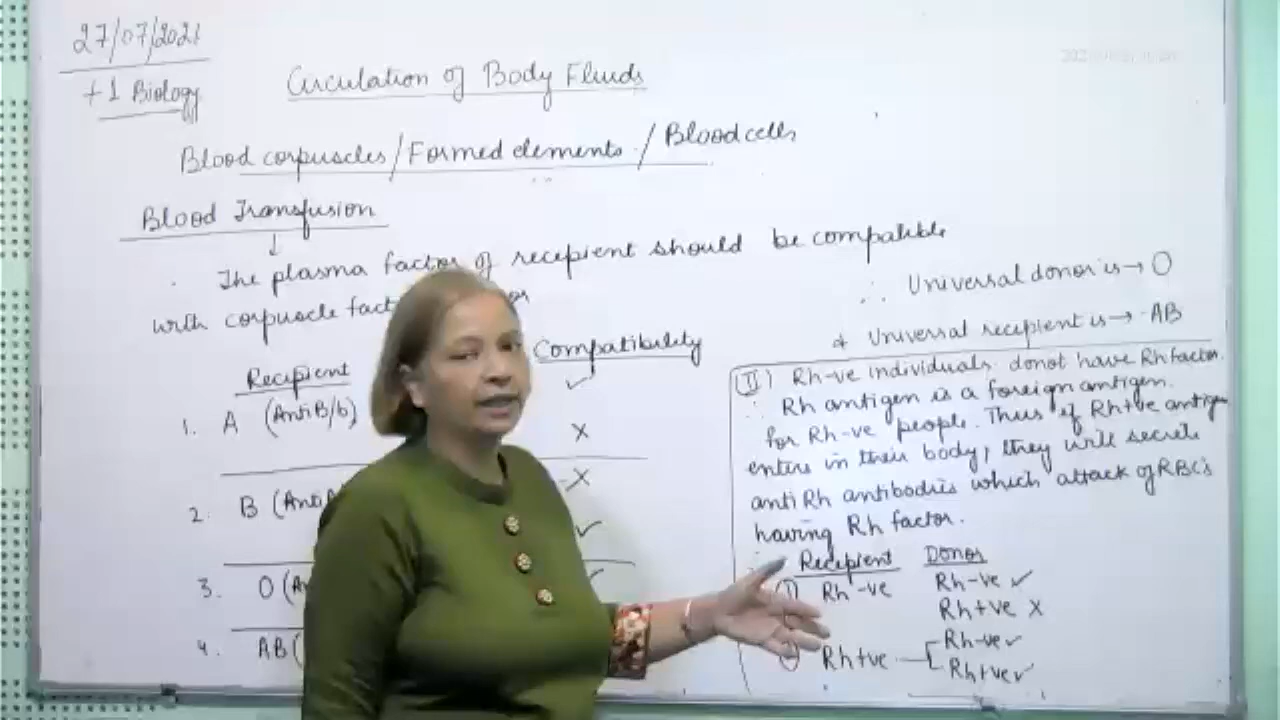 27/07/2021
+1 Biology
Circulation of Body Fluids
Blood corpuscles/Formed elements/Blood cells
Blood Transfusion
↓
The plasma factor of recepient should be compatible
with corpuscle
∴ Universal donor is → O
& Universal recepient is → AB
Recipient
Compatibility
1. A (Anti B/b)
✓
X
2. B (Anti
X
✓
3. O (An
4. AB (
(II) Rh-ve individuals donot have Rh factor.
∴ Rh antigen is a foreign antigen
for Rh-ve people. Thus if Rh+ve antigen
enters in their body, they will secrete
anti Rh antibodies which attack of RBC's
having Rh factor.
Recipient Donor
(1) Rh-ve Rh-ve ✓
Rh+ve X
Rh+ve Rh-ve ✓
Rh+ve ✓